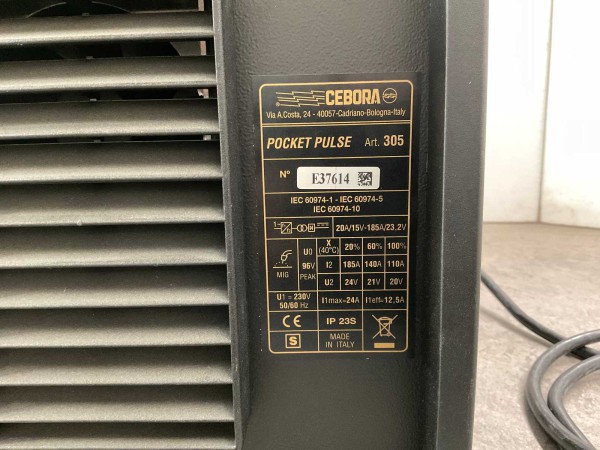 CEBORA
Via A.Costa, 24 - 40057-Cadriano-Bologna-Italy
POCKET PULSE Art. 305
N° E37614
IEC 60974-1 - IEC 60974-5
IEC 60974-10
20A/15V-185A/23,2V
MIG
U0
96V
PEAK
X (40°C) 20% 60% 100%
I2 185A 140A 110A
U2 24V 21V 20V
U1 = 230V
50/60 Hz
I1max=24A I1eff=12,5A
CE IP 23S
S MADE
IN ITALY